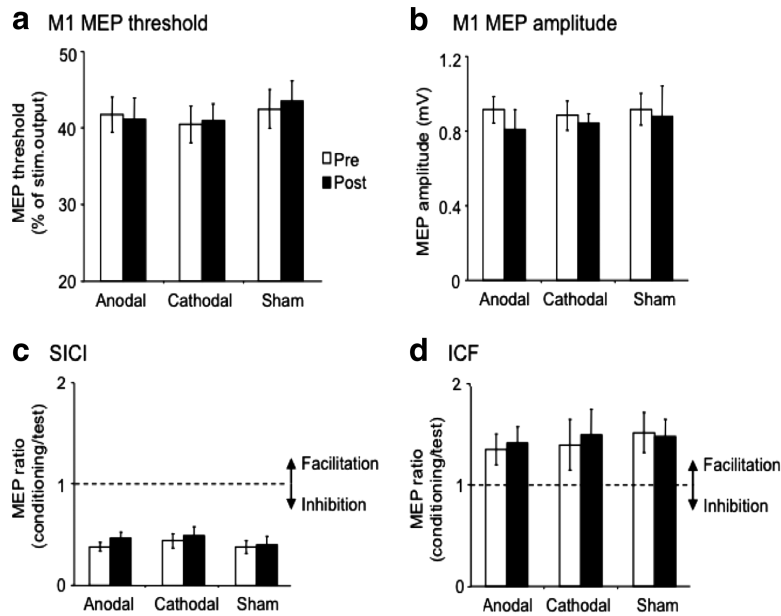 a M1 MEP threshold
MEP threshold
(% of stim.output)
50
40
30
20
Anodal Cathodal Sham
Pre
Post
b M1 MEP amplitude
MEP amplitude (mV)
1.2
0.8
0.4
0
Anodal Cathodal Sham
c SICI
MEP ratio
(conditioning/test)
2
1
0
Facilitation
Inhibition
Anodal Cathodal Sham
d ICF
MEP ratio
(conditioning/test)
2
1
0
Facilitation
Inhibition
Anodal Cathodal Sham